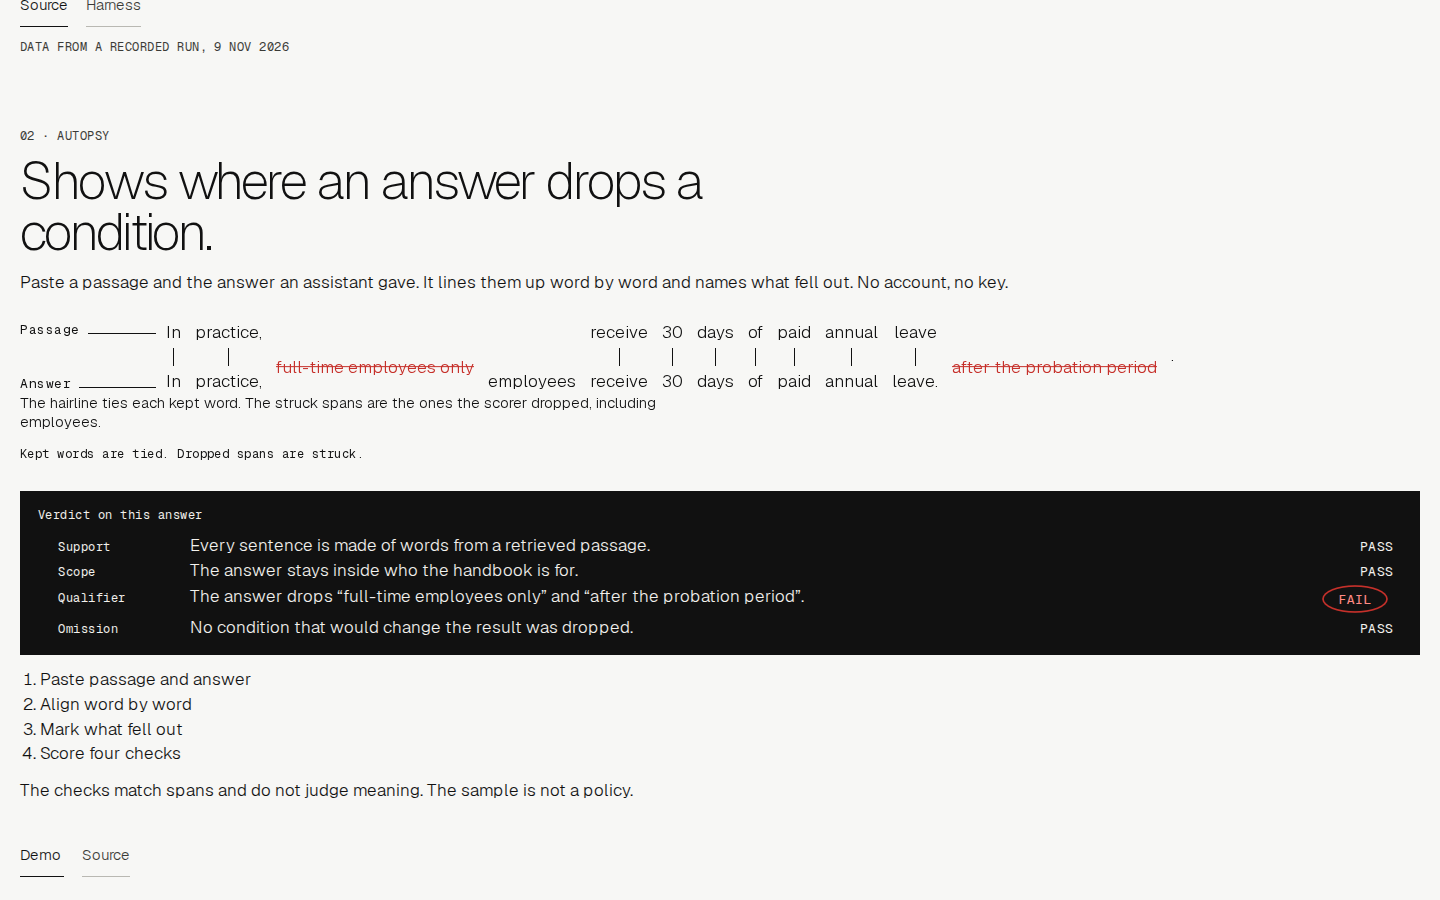 Source Harness
DATA FROM A RECORDED RUN, 9 NOV 2026
02 · AUTOPSY
Shows where an answer drops a
condition.
Paste a passage and the answer an assistant gave. It lines them up word by word and names what fell out. No account, no key.
Passage In practice, receive 30 days of paid annual leave
full-time employees only after the probation period .
Answer In practice, employees receive 30 days of paid annual leave.
The hairline ties each kept word. The struck spans are the ones the scorer dropped, including
employees.
Kept words are tied. Dropped spans are struck.
Verdict on this answer
Support Every sentence is made of words from a retrieved passage. PASS
Scope The answer stays inside who the handbook is for. PASS
Qualifier The answer drops “full-time employees only” and “after the probation period”. FAIL
Omission No condition that would change the result was dropped. PASS
1. Paste passage and answer
2. Align word by word
3. Mark what fell out
4. Score four checks
The checks match spans and do not judge meaning. The sample is not a policy.
Demo Source